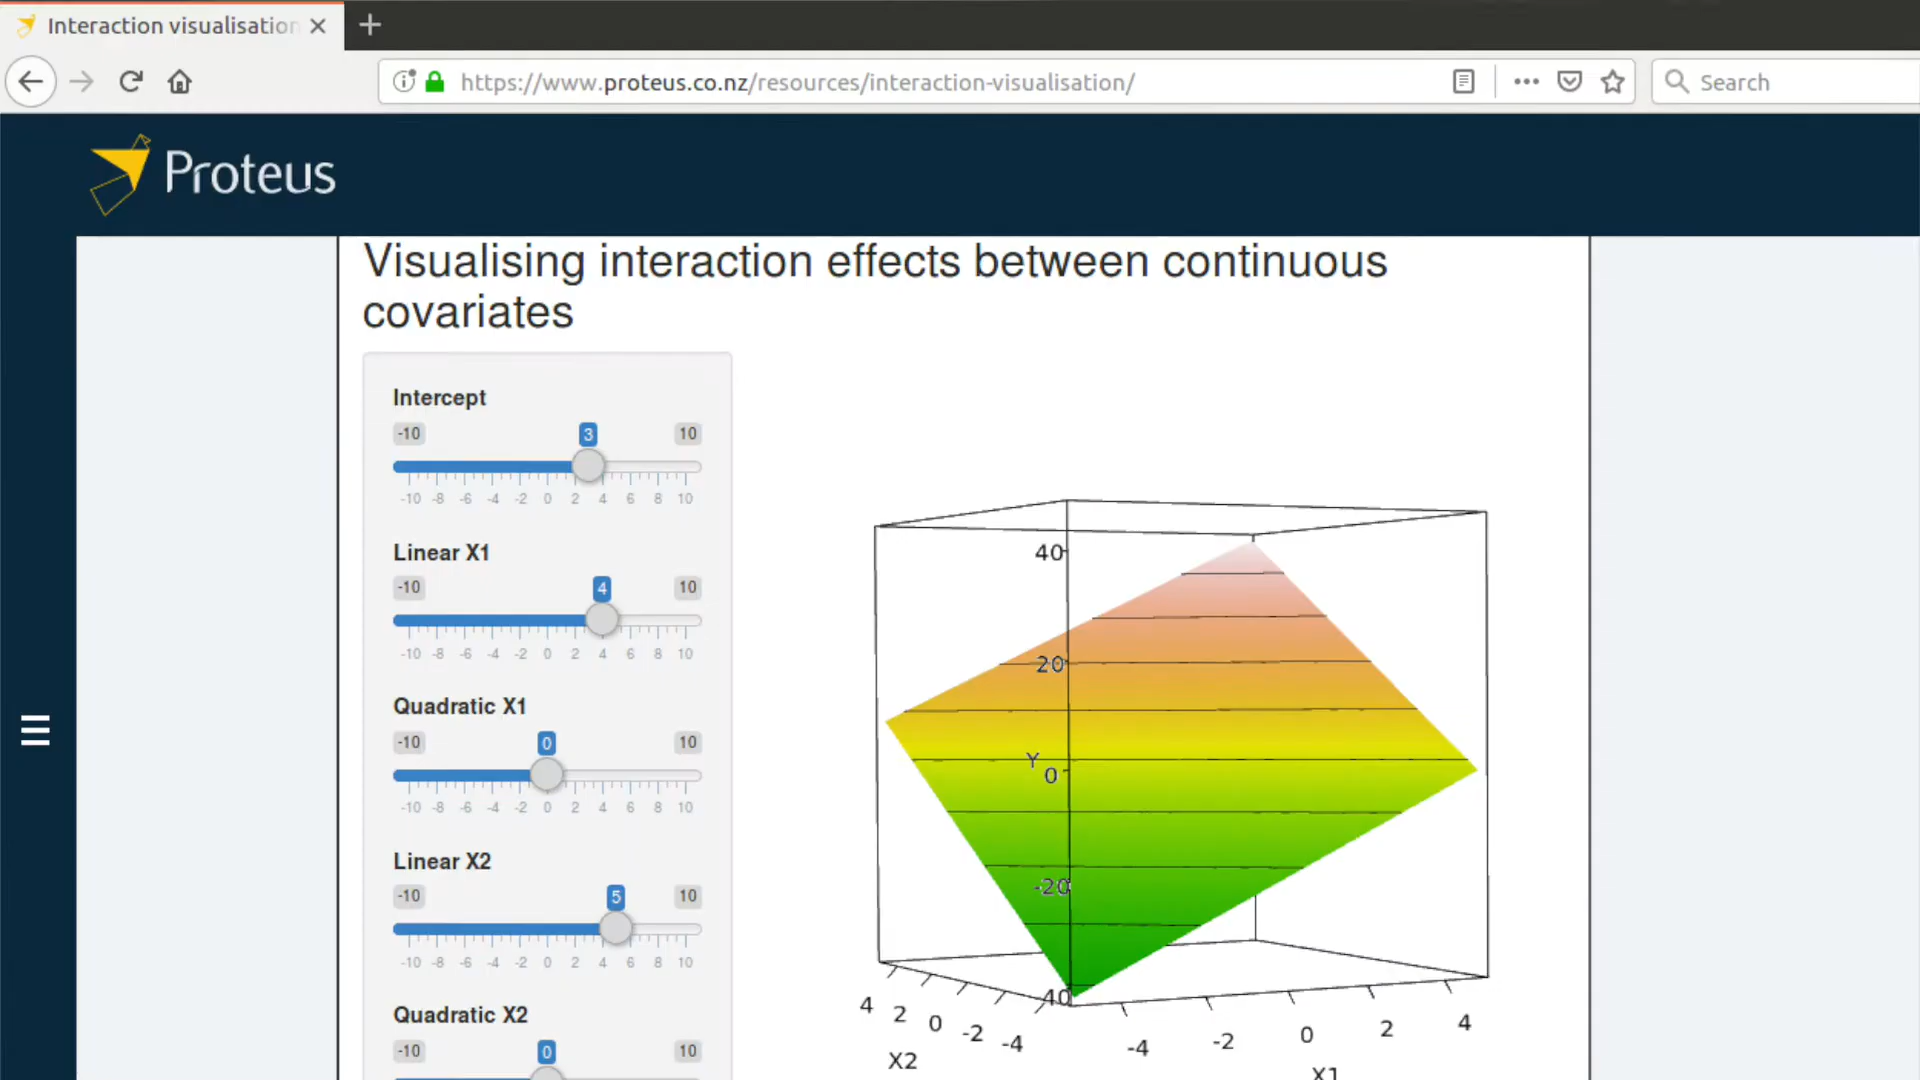 Interaction visualisation
https://www.proteus.co.nz/resources/interaction-visualisation/
Search
Proteus
Visualising interaction effects between continuous
covariates
Intercept
-10 3 10
-10 -8 -6 -4 -2 0 2 4 6 8 10
Linear X1
-10 4 10
-10 -8 -6 -4 -2 0 2 4 6 8 10
Quadratic X1
-10 0 10
-10 -8 -6 -4 -2 0 2 4 6 8 10
Linear X2
-10 5 10
-10 -8 -6 -4 -2 0 2 4 6 8 10
Quadratic X2
-10 0 10
40
20
Y
0
-20
-40
4 2 0 -2 -4
X2
-4 -2 0 2 4
X1